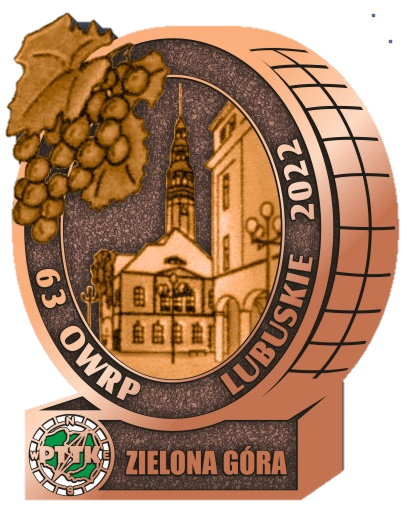 63 OWRP LUBUSKIE 2022
N
W PTTK E
S
ZIELONA GÓRA